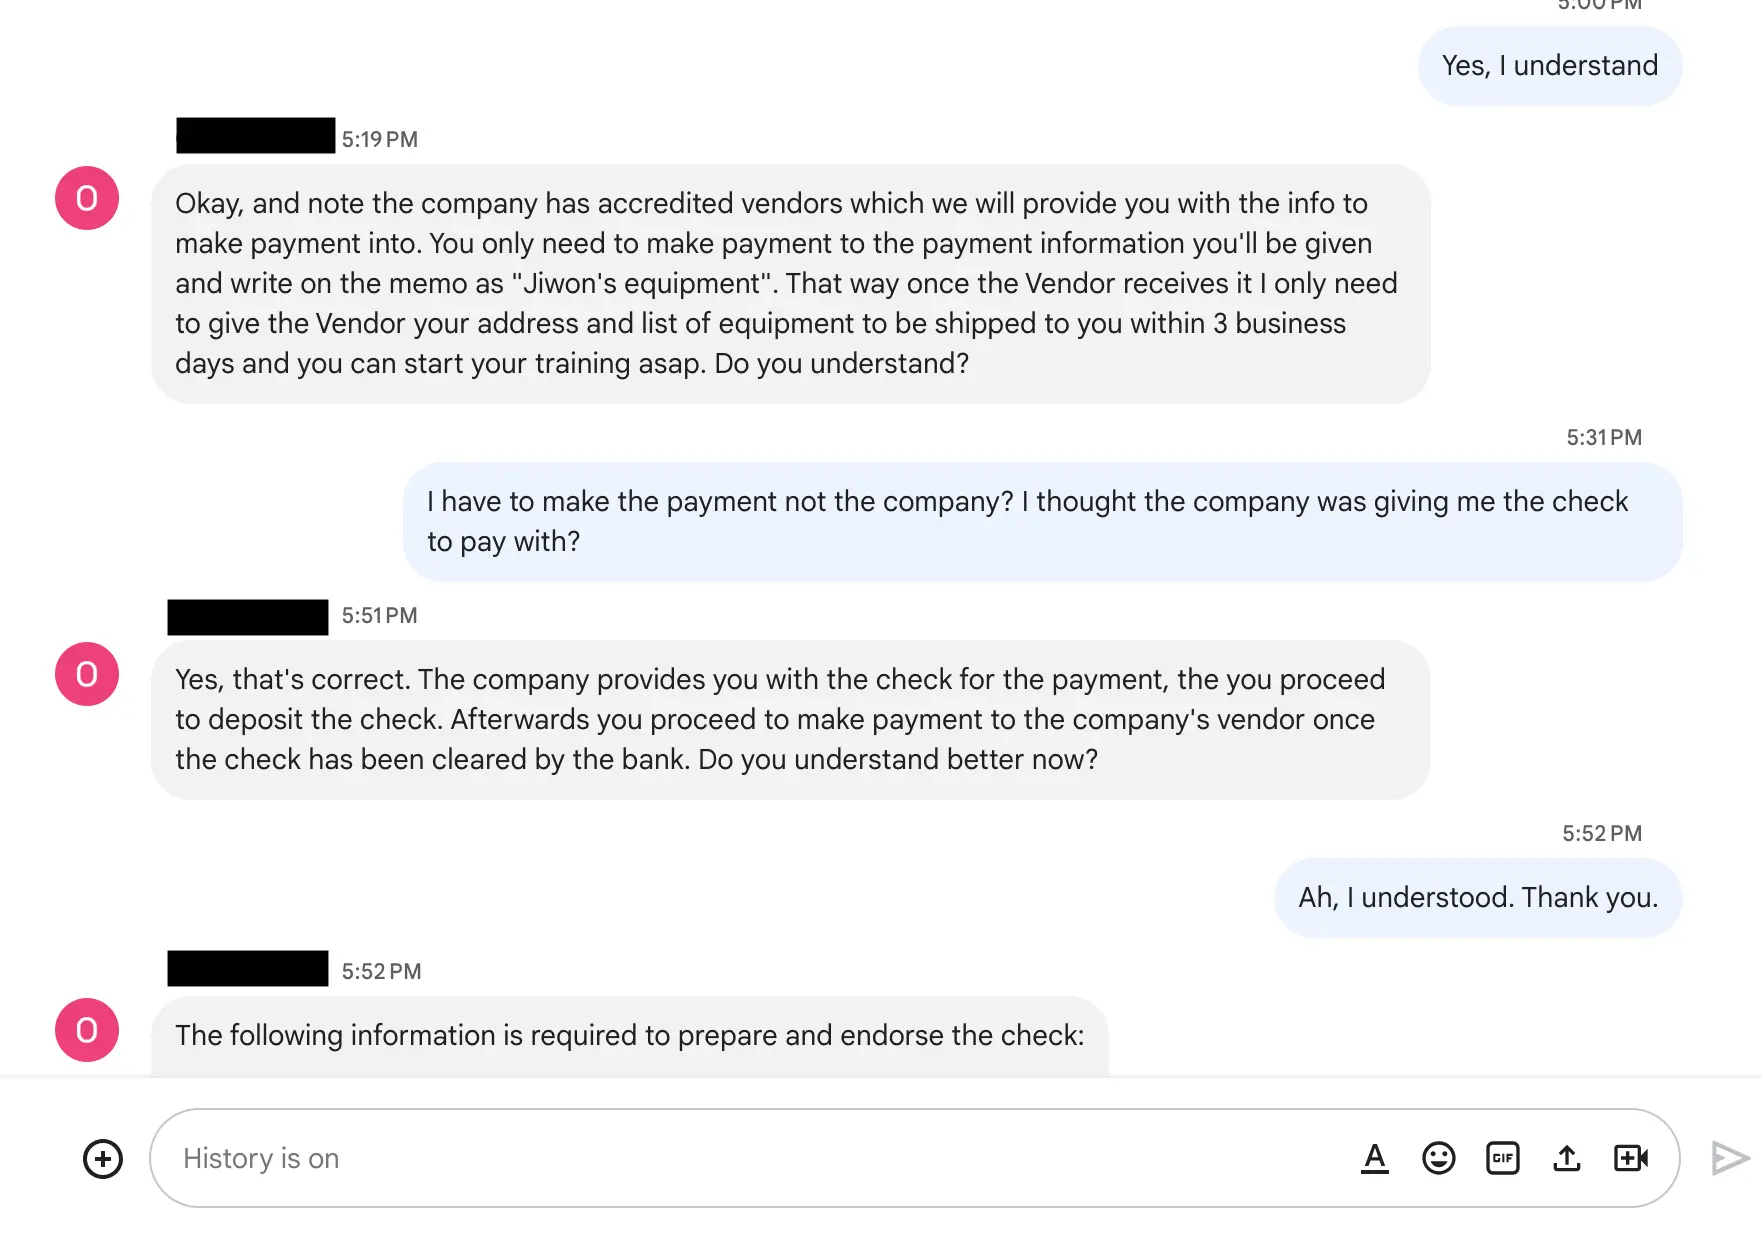 5:00 PM
Yes, I understand
5:19 PM
O
Okay, and note the company has accredited vendors which we will provide you with the info to
make payment into. You only need to make payment to the payment information you'll be given
and write on the memo as "Jiwon's equipment". That way once the Vendor receives it I only need
to give the Vendor your address and list of equipment to be shipped to you within 3 business
days and you can start your training asap. Do you understand?
5:31 PM
I have to make the payment not the company? I thought the company was giving me the check
to pay with?
5:51 PM
O
Yes, that's correct. The company provides you with the check for the payment, the you proceed
to deposit the check. Afterwards you proceed to make payment to the company's vendor once
the check has been cleared by the bank. Do you understand better now?
5:52 PM
Ah, I understood. Thank you.
5:52 PM
O
The following information is required to prepare and endorse the check:
History is on
A
GIF